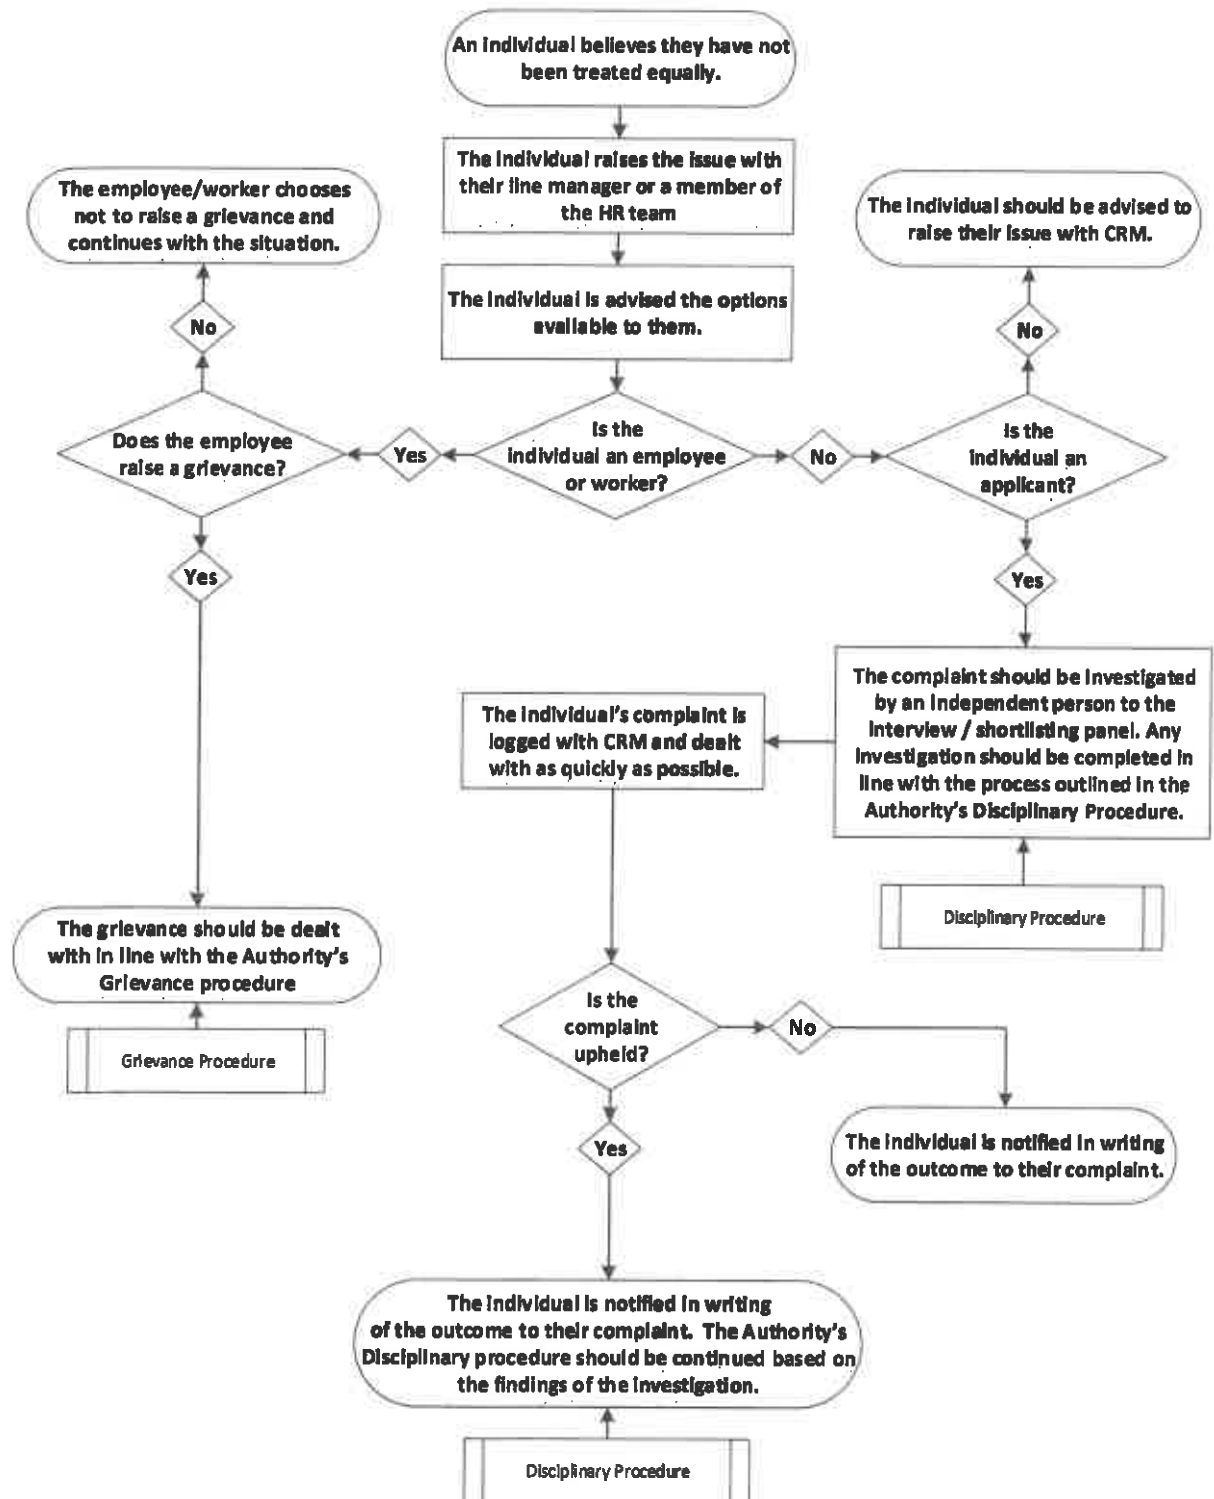 An individual believes they have not
been treated equally.
The individual raises the issue with
their line manager or a member of
the HR team
The employee/worker chooses
not to raise a grievance and
continues with the situation.
The individual should be advised to
raise their issue with CRM.
The individual is advised the options
available to them.
No
No
Does the employee
raise a grievance?
Yes
Is the
individual an employee
or worker?
No
Is the
individual an
applicant?
Yes
Yes
The complaint should be investigated
by an independent person to the
interview / shortlisting panel. Any
investigation should be completed in
line with the process outlined in the
Authority's Disciplinary Procedure.
The individual's complaint is
logged with CRM and dealt
with as quickly as possible.
Disciplinary Procedure
The grievance should be dealt
with in line with the Authority's
Grievance procedure
Grievance Procedure
Is the
complaint
upheld?
No
Yes
The individual is notified in writing
of the outcome to their complaint.
The individual is notified in writing
of the outcome to their complaint. The Authority's
Disciplinary procedure should be continued based on
the findings of the investigation.
Disciplinary Procedure